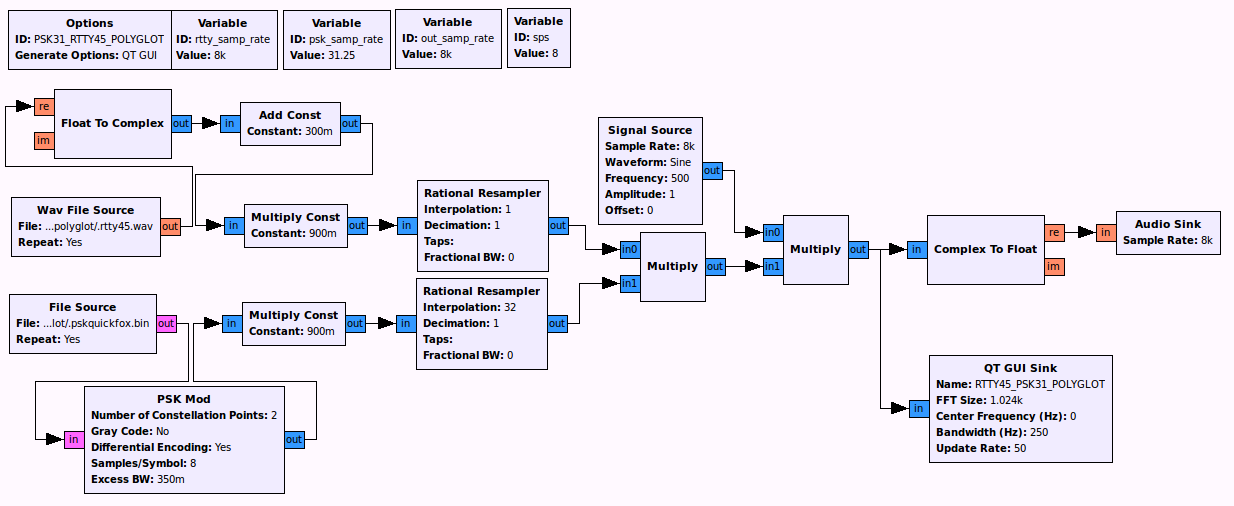 Options
ID: PSK31_RTTY45_POLYGLOT
Generate Options: QT GUI
Variable
ID: rtty_samp_rate
Value: 8k
Variable
ID: psk_samp_rate
Value: 31.25
Variable
ID: out_samp_rate
Value: 8k
Variable
ID: sps
Value: 8
re
im
Float To Complex
out
in
Add Const
Constant: 300m
out
Wav File Source
File: ...polyglot/.rtty45.wav
Repeat: Yes
out
in
Multiply Const
Constant: 900m
out
in
Rational Resampler
Interpolation: 1
Decimation: 1
Taps:
Fractional BW: 0
out
Signal Source
Sample Rate: 8k
Waveform: Sine
Frequency: 500
Amplitude: 1
Offset: 0
out
in0
in1
Multiply
out
in0
in1
Multiply
out
in
Complex To Float
re
im
in
Audio Sink
Sample Rate: 8k
File Source
File: ...lot/.pskquickfox.bin
Repeat: Yes
out
in
Multiply Const
Constant: 900m
out
in
Rational Resampler
Interpolation: 32
Decimation: 1
Taps:
Fractional BW: 0
out
in
PSK Mod
Number of Constellation Points: 2
Gray Code: No
Differential Encoding: Yes
Samples/Symbol: 8
Excess BW: 350m
out
in
QT GUI Sink
Name: RTTY45_PSK31_POLYGLOT
FFT Size: 1.024k
Center Frequency (Hz): 0
Bandwidth (Hz): 250
Update Rate: 50